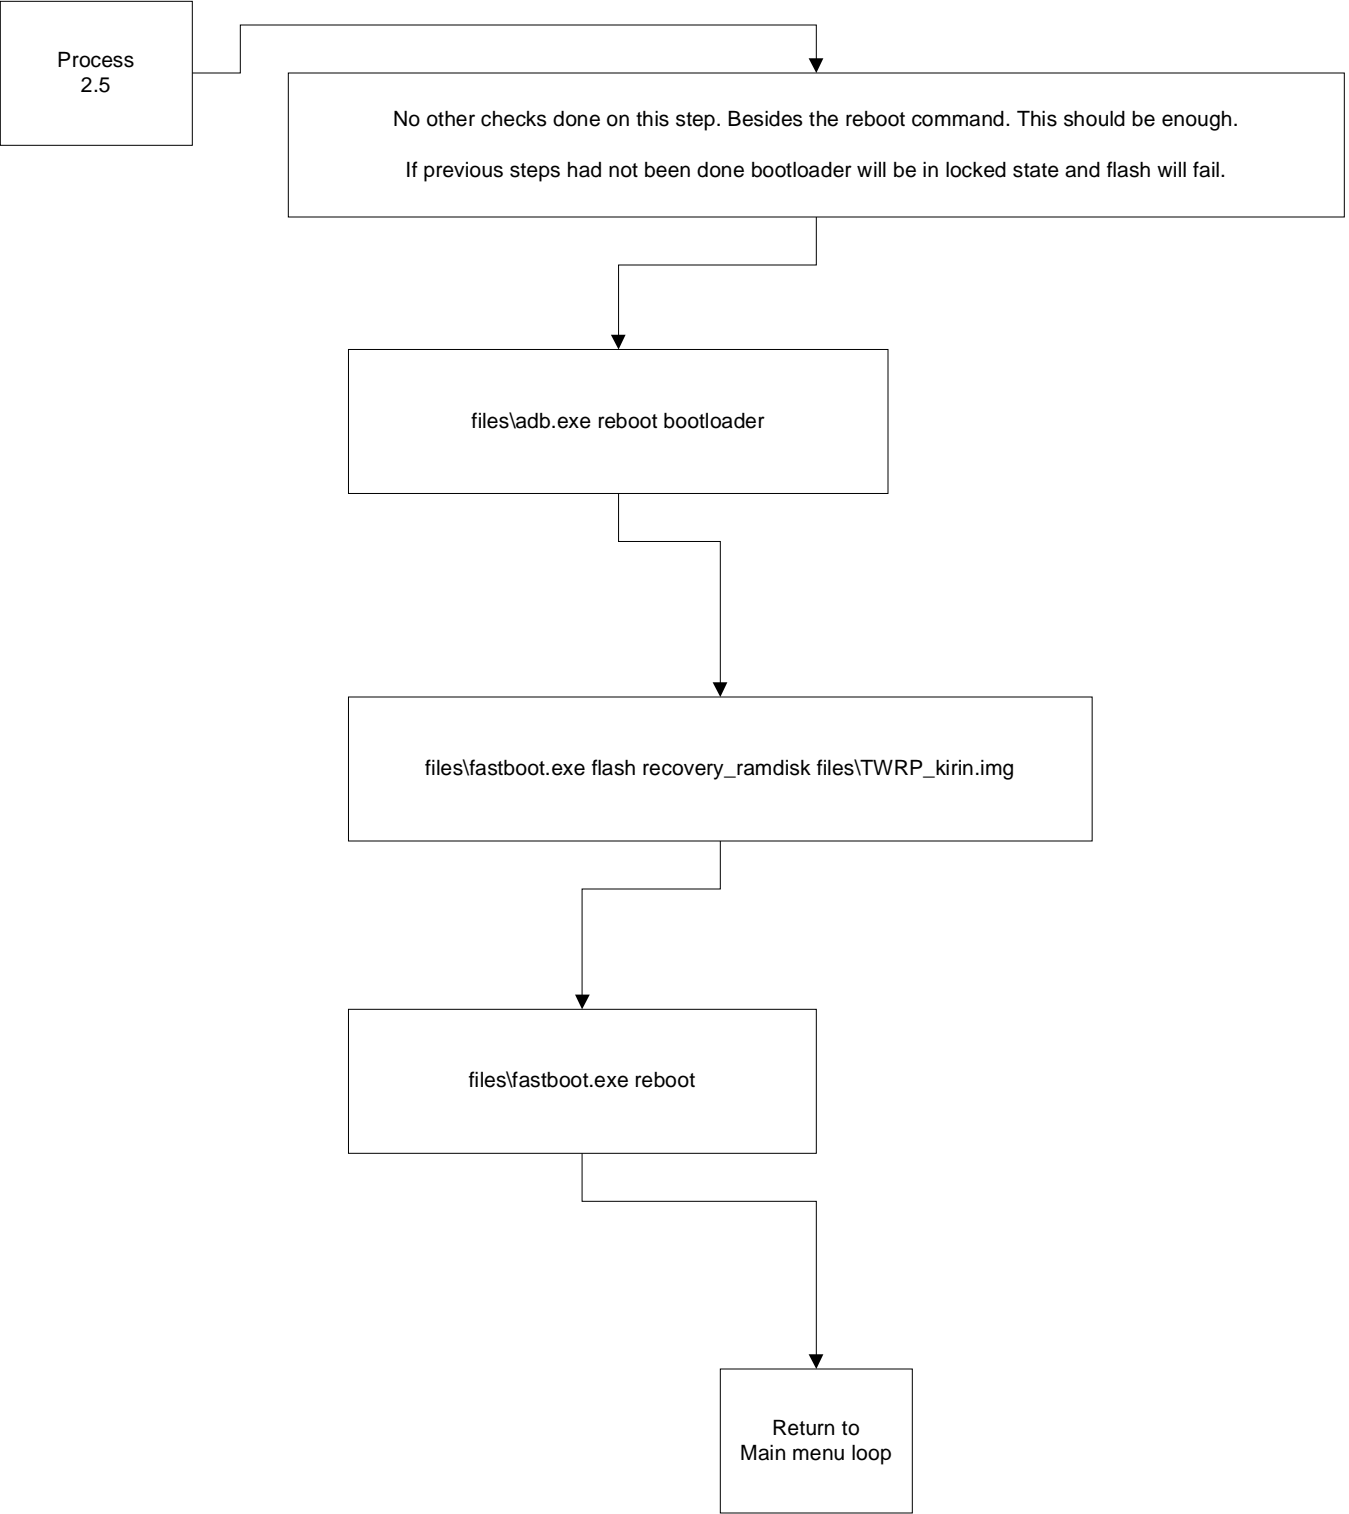 Process
2.5
No other checks done on this step. Besides the reboot command. This should be enough.
If previous steps had not been done bootloader will be in locked state and flash will fail.
files\adb.exe reboot bootloader
files\fastboot.exe flash recovery_ramdisk files\TWRP_kirin.img
files\fastboot.exe reboot
Return to
Main menu loop